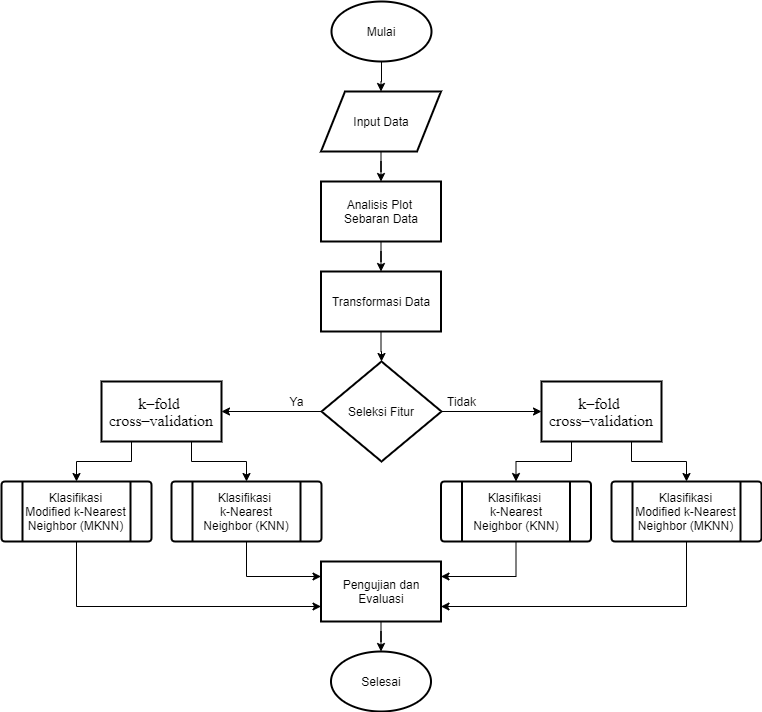 Mulai
Input Data
Analisis Plot
Sebaran Data
Transformasi Data
Seleksi Fitur
Ya
Tidak
k–fold
cross–validation
k–fold
cross–validation
Klasifikasi
Modified k-Nearest
Neighbor (MKNN)
Klasifikasi
k-Nearest
Neighbor (KNN)
Klasifikasi
k-Nearest
Neighbor (KNN)
Klasifikasi
Modified k-Nearest
Neighbor (MKNN)
Pengujian dan
Evaluasi
Selesai